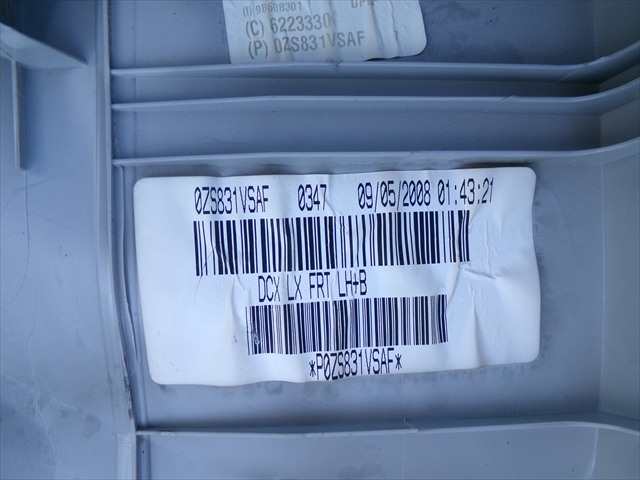 (C) 6223330
(P) 0ZS831VSAF
0ZS831VSAF 0347 09/05/2008 01:43:21
DCX LX FRT LH+B
*P0ZS831VSAF*